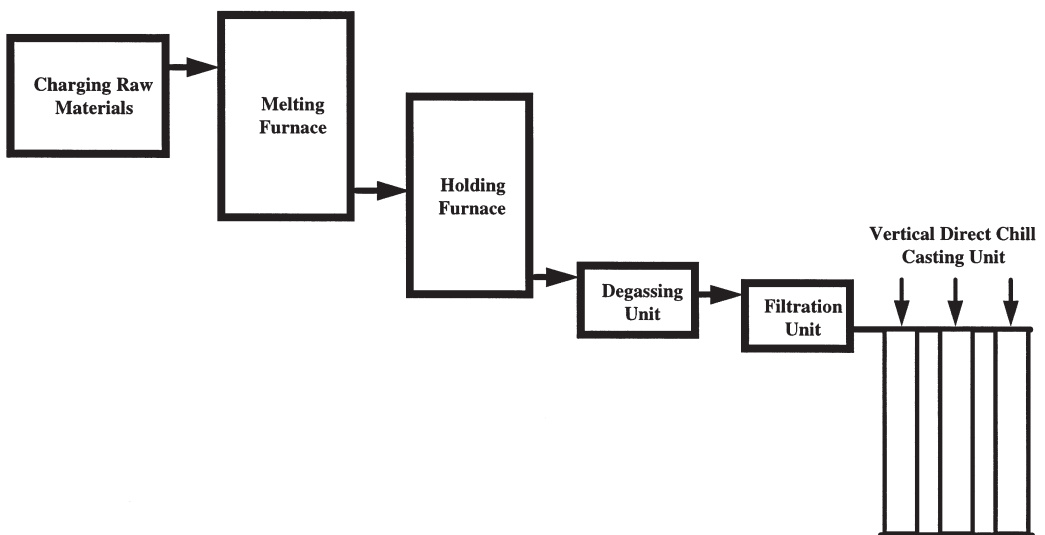 Charging Raw
Materials
Melting
Furnace
Holding
Furnace
Degassing
Unit
Filtration
Unit
Vertical Direct Chill
Casting Unit